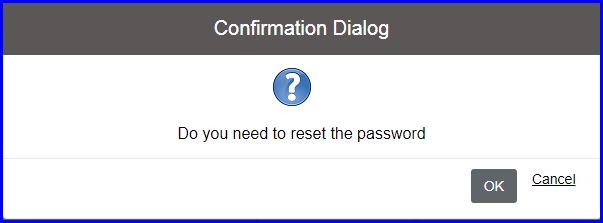 Confirmation Dialog
Do you need to reset the password
OK Cancel